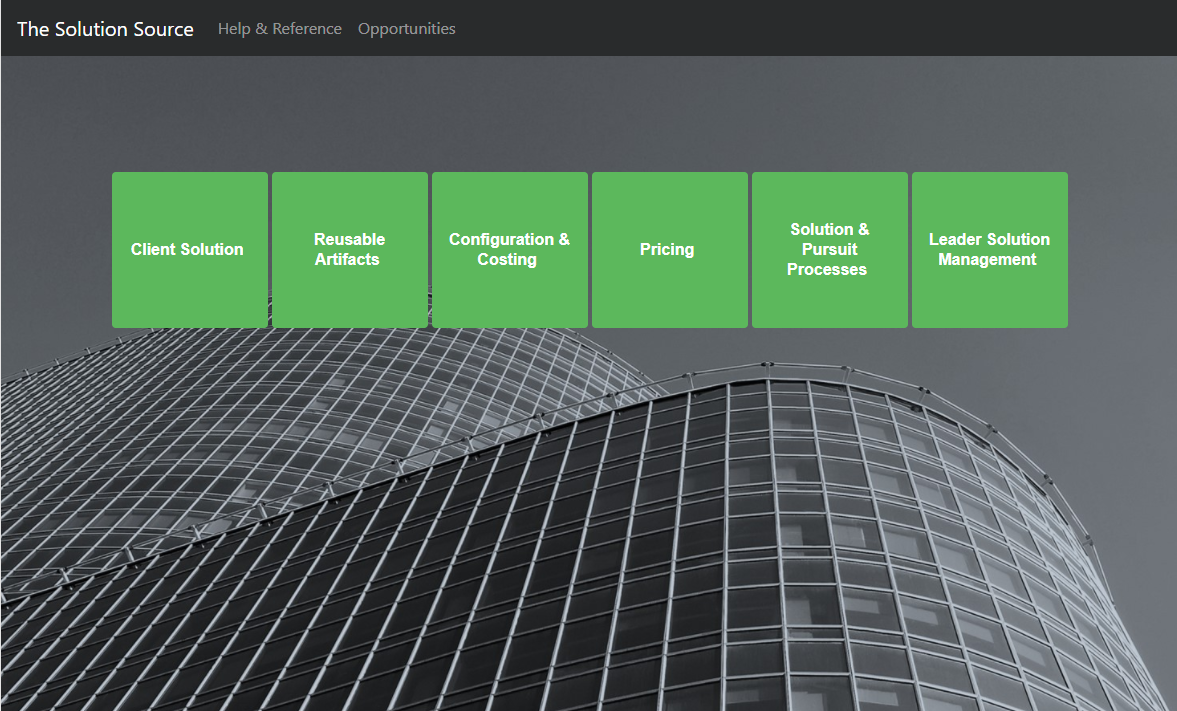 The Solution Source
Help & Reference
Opportunities
Client Solution
Reusable
Artifacts
Configuration &
Costing
Pricing
Solution &
Pursuit
Processes
Leader Solution
Management